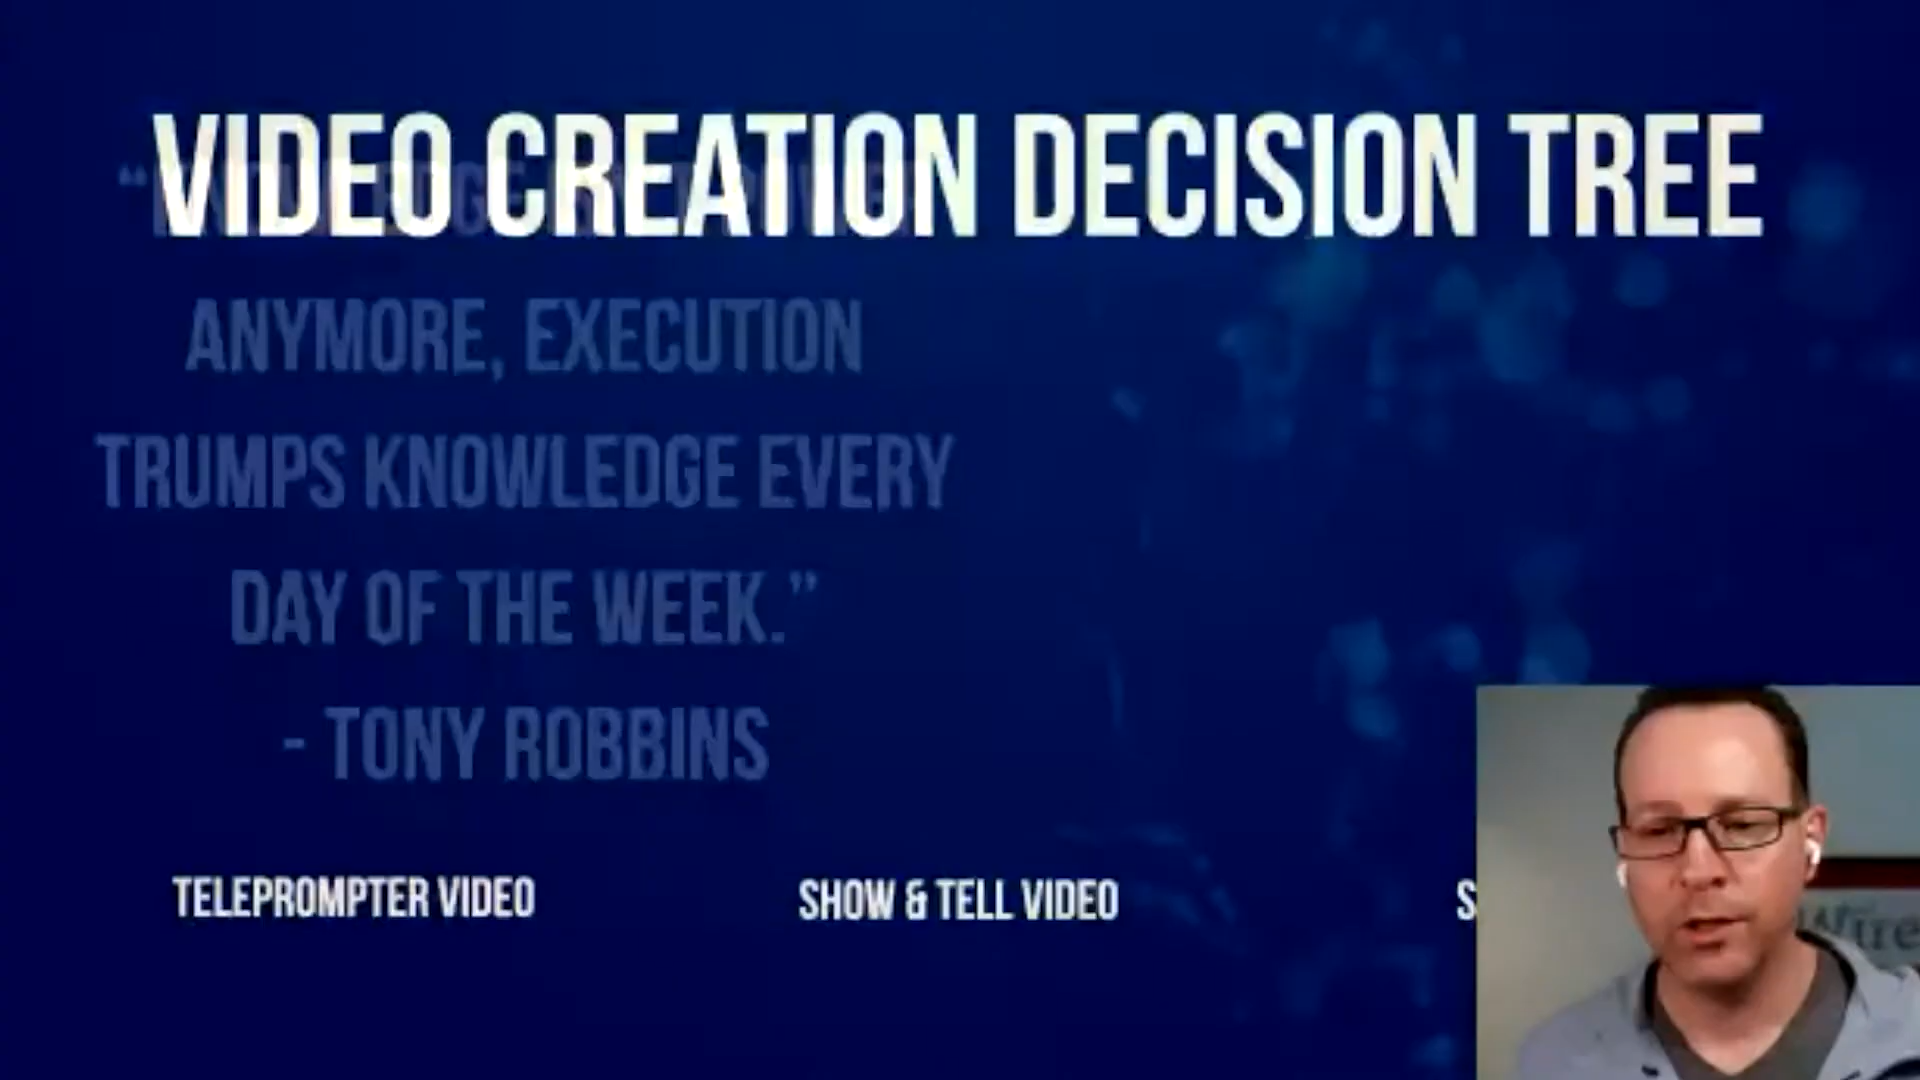 VIDEO CREATION DECISION TREE
ANYMORE, EXECUTION
TRUMPS KNOWLEDGE EVERY
DAY OF THE WEEK.”
- TONY ROBBINS
TELEPROMPTER VIDEO
SHOW & TELL VIDEO
S
Wire